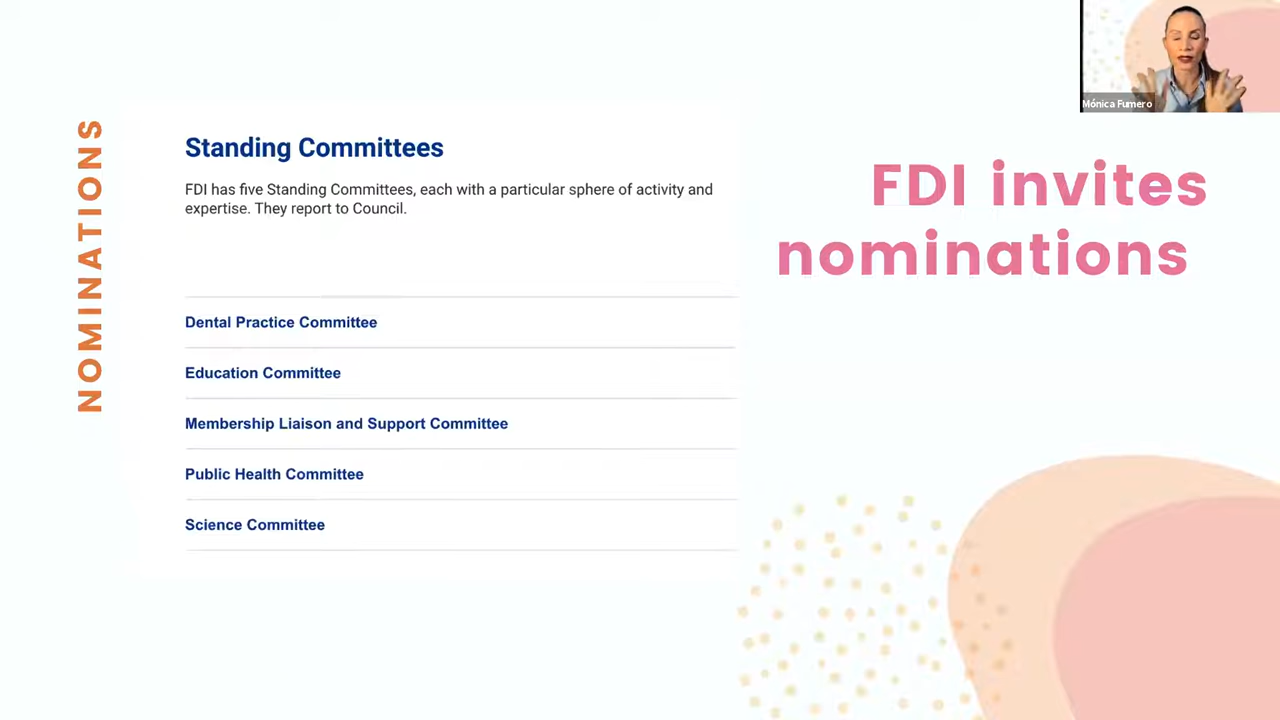 NOMINATIONS
Standing Committees
FDI has five Standing Committees, each with a particular sphere of activity and
expertise. They report to Council.
Dental Practice Committee
Education Committee
Membership Liaison and Support Committee
Public Health Committee
Science Committee
Mónica Fumero
FDI invites
nominations